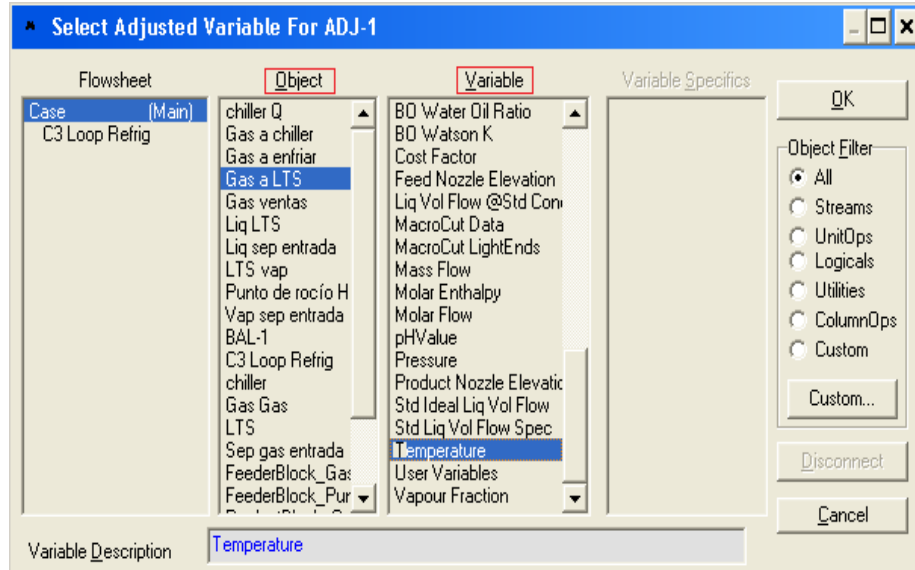 Select Adjusted Variable For ADJ-1
Flowsheet
Case (Main)
C3 Loop Refrig
Object
chiller Q
Gas a chiller
Gas a enfriar
Gas a LTS
Gas ventas
Liq LTS
Liq sep entrada
LTS vap
Punto de rocío H
Vap sep entrada
BAL-1
C3 Loop Refrig
chiller
Gas Gas
LTS
Sep gas entrada
FeederBlock_Gas
FeederBlock_Pur
Variable
BO Water Oil Ratio
BO Watson K
Cost Factor
Feed Nozzle Elevation
Liq Vol Flow @Std Con
MacroCut Data
MacroCut LightEnds
Mass Flow
Molar Enthalpy
Molar Flow
pHValue
Pressure
Product Nozzle Elevatic
Std Ideal Liq Vol Flow
Std Liq Vol Flow Spec
Temperature
User Variables
Vapour Fraction
Variable Specifics
OK
Object Filter
All
Streams
UnitOps
Logicals
Utilities
ColumnOps
Custom
Custom...
Disconnect
Cancel
Variable Description
Temperature